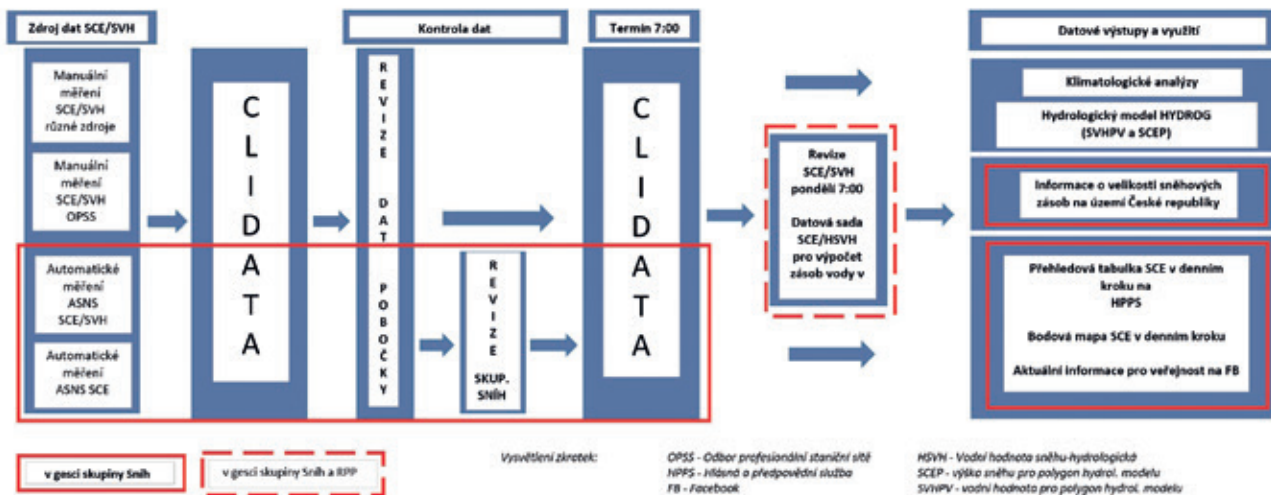 Zdroj dat SCE/SVH
Kontrola dat
Termín 7:00
Datové výstupy a využití
Manuální
měření
SCE/SVH
různé zdroje
Manuální
měření
SCE/SVH
OPSS
Automatické
měření
ASNS
SCE/SVH
Automatické
měření
ASNS SCE
CLIDATA
REVIZE DAT POBOČKY
REVIZE
SKUP.
SNÍH
CLIDATA
Revize
SCE/SVH
pondělí 7:00
Datová sada
SCE/HSVH
pro výpočet
zásob vody v
Klimatologické analýzy
Hydrologický model HYDROG
(SVHPV a SCEP)
Informace o velikosti sněhových
zásob na území České republiky
Přehledová tabulka SCE v denním
kroku na
HPPS
Bodová mapa SCE v denním kroku
Aktuální informace pro veřejnost na FB
v gesci skupiny Sníh
v gesci skupiny Sníh a RPP
Vysvětlení zkratek:
OPSS - Odbor profesionální staniční sítě
HPPS - Hlásná a předpovědní služba
FB - Facebook
HSVH - Vodní hodnota sněhu-hydrologická
SCEP - výška sněhu pro polygon hydrol. modelu
SVHPV - vodní hodnota pro polygon hydrol. modelu